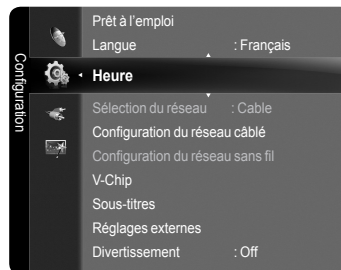 Configuration
Prêt à l'emploi
Langue : Français
Heure
Sélection du réseau : Cable
Configuration du réseau câblé
Configuration du réseau sans fil
V-Chip
Sous-titres
Réglages externes
Divertissement : Off